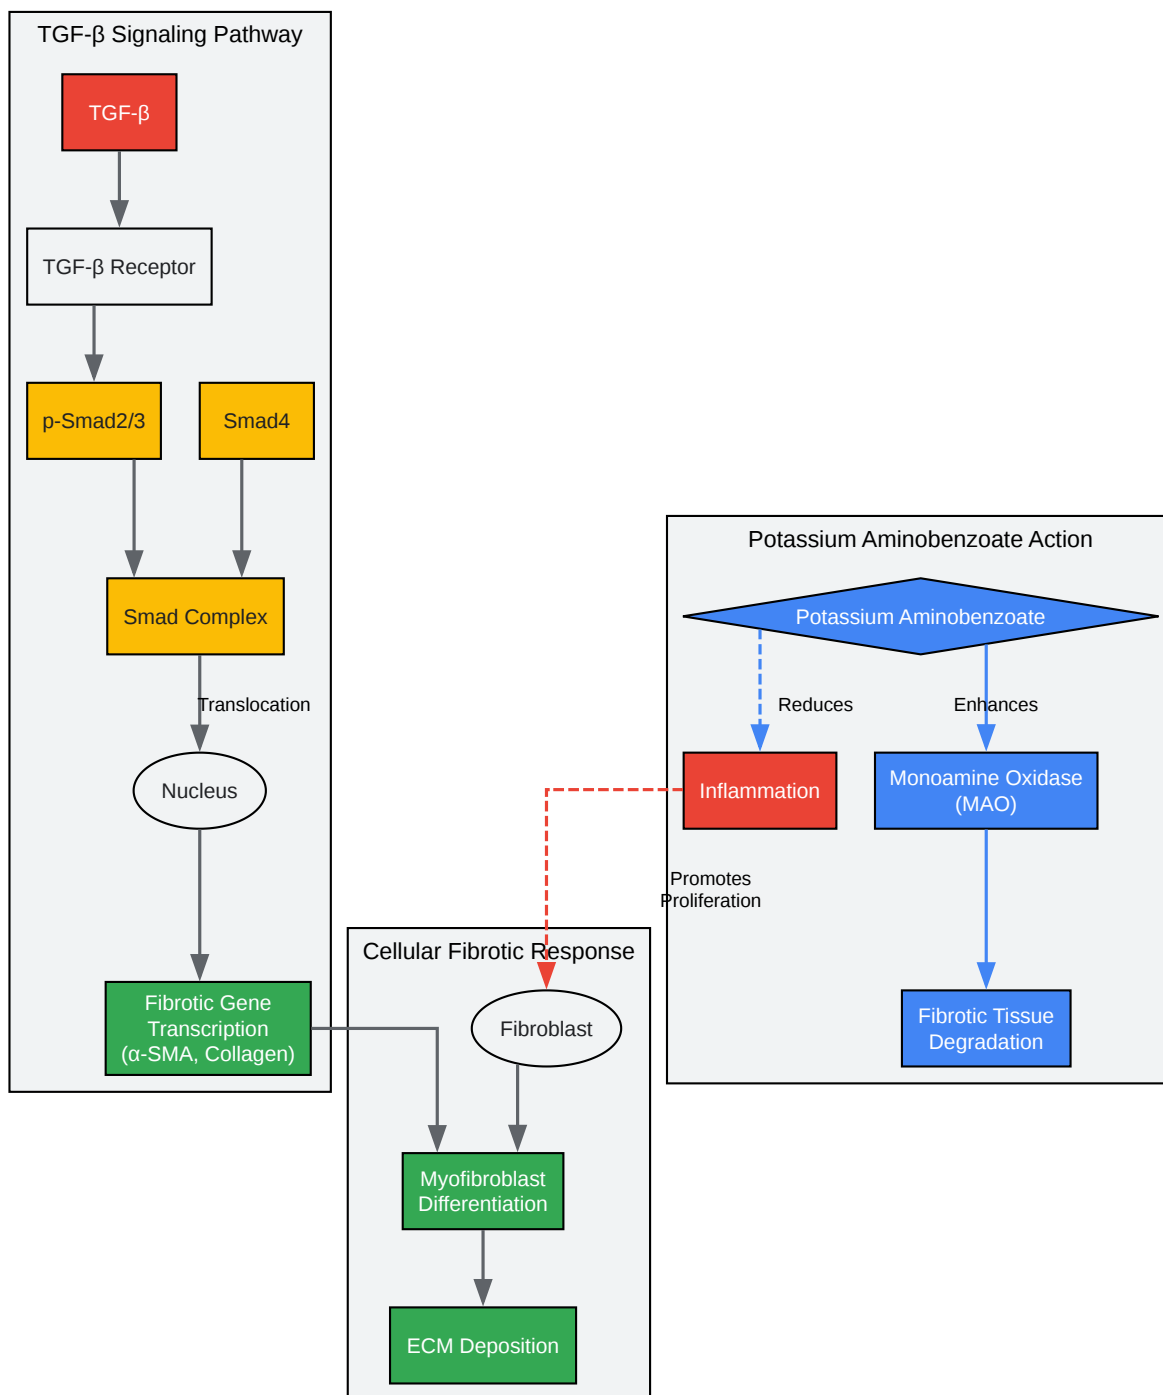 TGF-β Signaling Pathway
TGF-β
TGF-β Receptor
p-Smad2/3
Smad4
Smad Complex
Translocation
Nucleus
Fibrotic Gene
Transcription
(α-SMA, Collagen)
Potassium Aminobenzoate Action
Potassium Aminobenzoate
Reduces
Enhances
Inflammation
Monoamine Oxidase
(MAO)
Promotes
Proliferation
Fibrotic Tissue
Degradation
Cellular Fibrotic Response
Fibroblast
Myofibroblast
Differentiation
ECM Deposition